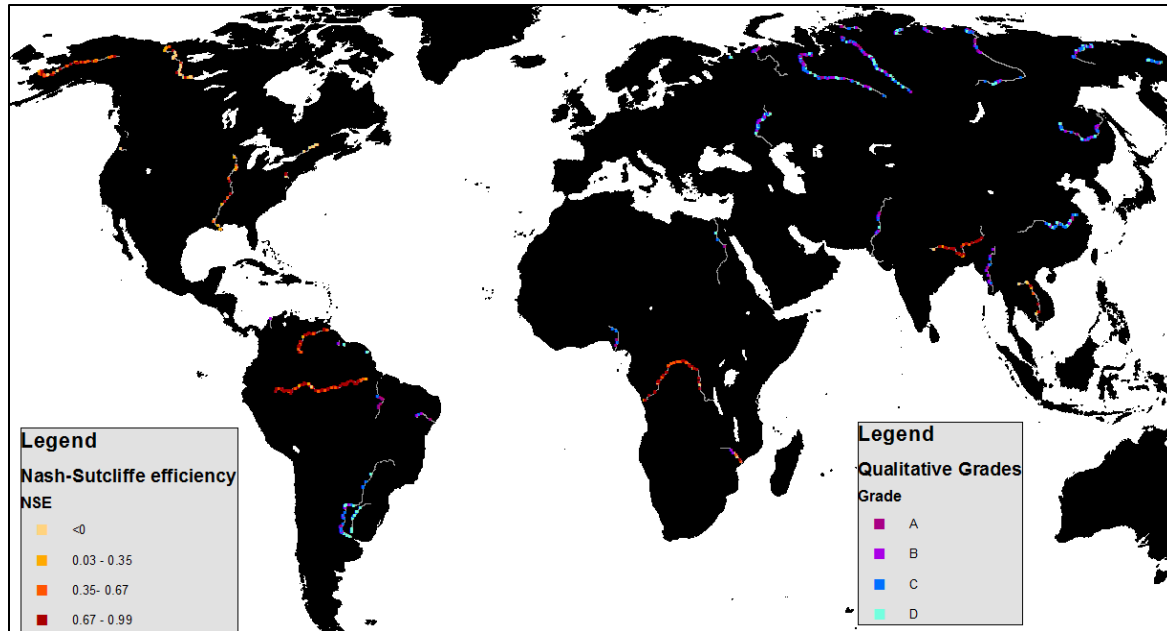 Legend
Nash-Sutcliffe efficiency
NSE
<0
0.03 - 0.35
0.35- 0.67
0.67 - 0.99
Legend
Qualitative Grades
Grade
A
B
C
D